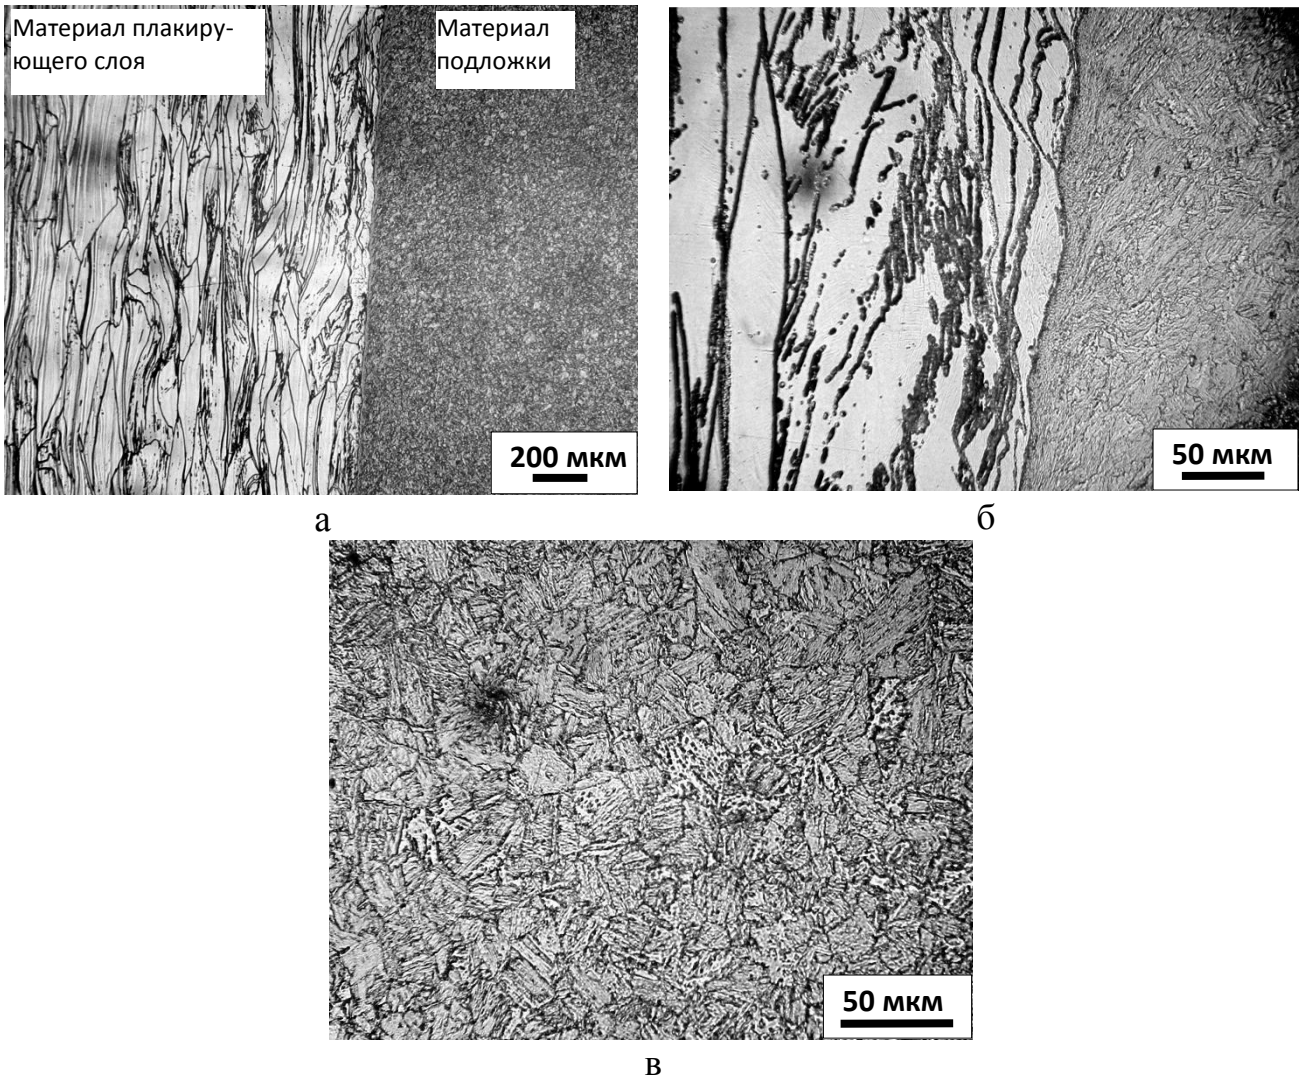 Материал плакиру-
ющего слоя
Материал
подложки
200 мкм
50 мкм
а
б
50 мкм
в